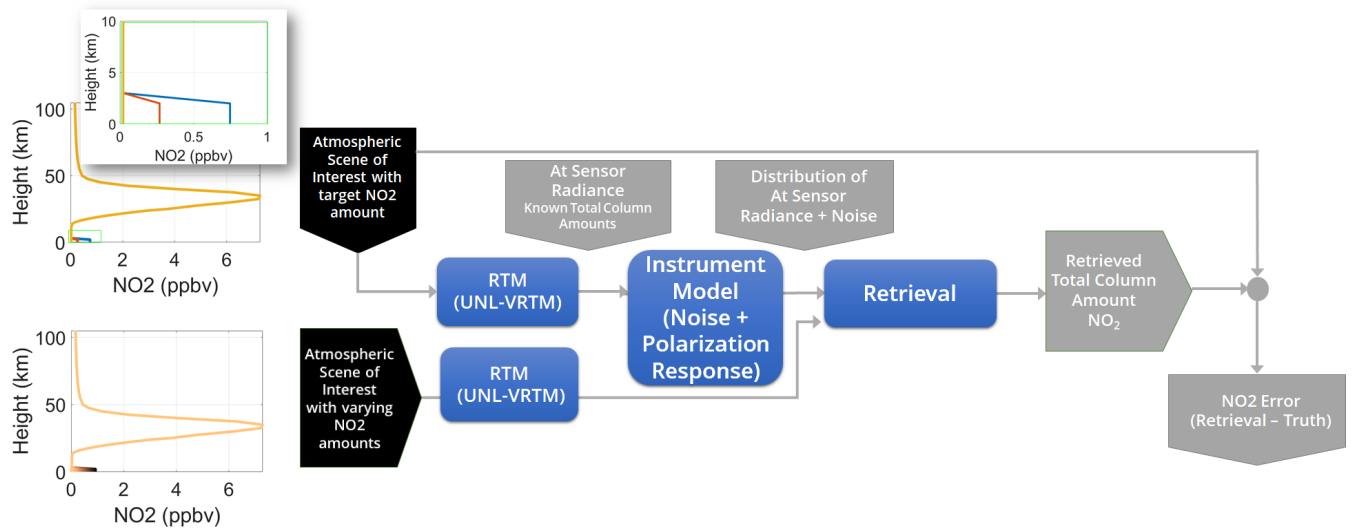 10
5
0
Height (km)
0
0.5
1
NO2 (ppbv)
100
50
0
Height (km)
0
2
4
6
NO2 (ppbv)
Atmospheric
Scene of
Interest with
target NO2
amount
At Sensor
Radiance
Known Total Column
Amounts
Distribution of
At Sensor
Radiance + Noise
RTM
(UNL-VRTM)
Instrument
Model
(Noise +
Polarization
Response)
Retrieval
Retrieved
Total Column
Amount
NO₂
100
50
0
Height (km)
0
2
4
6
NO2 (ppbv)
Atmospheric
Scene of
Interest
with varying
NO2
amounts
RTM
(UNL-VRTM)
NO2 Error
(Retrieval – Truth)